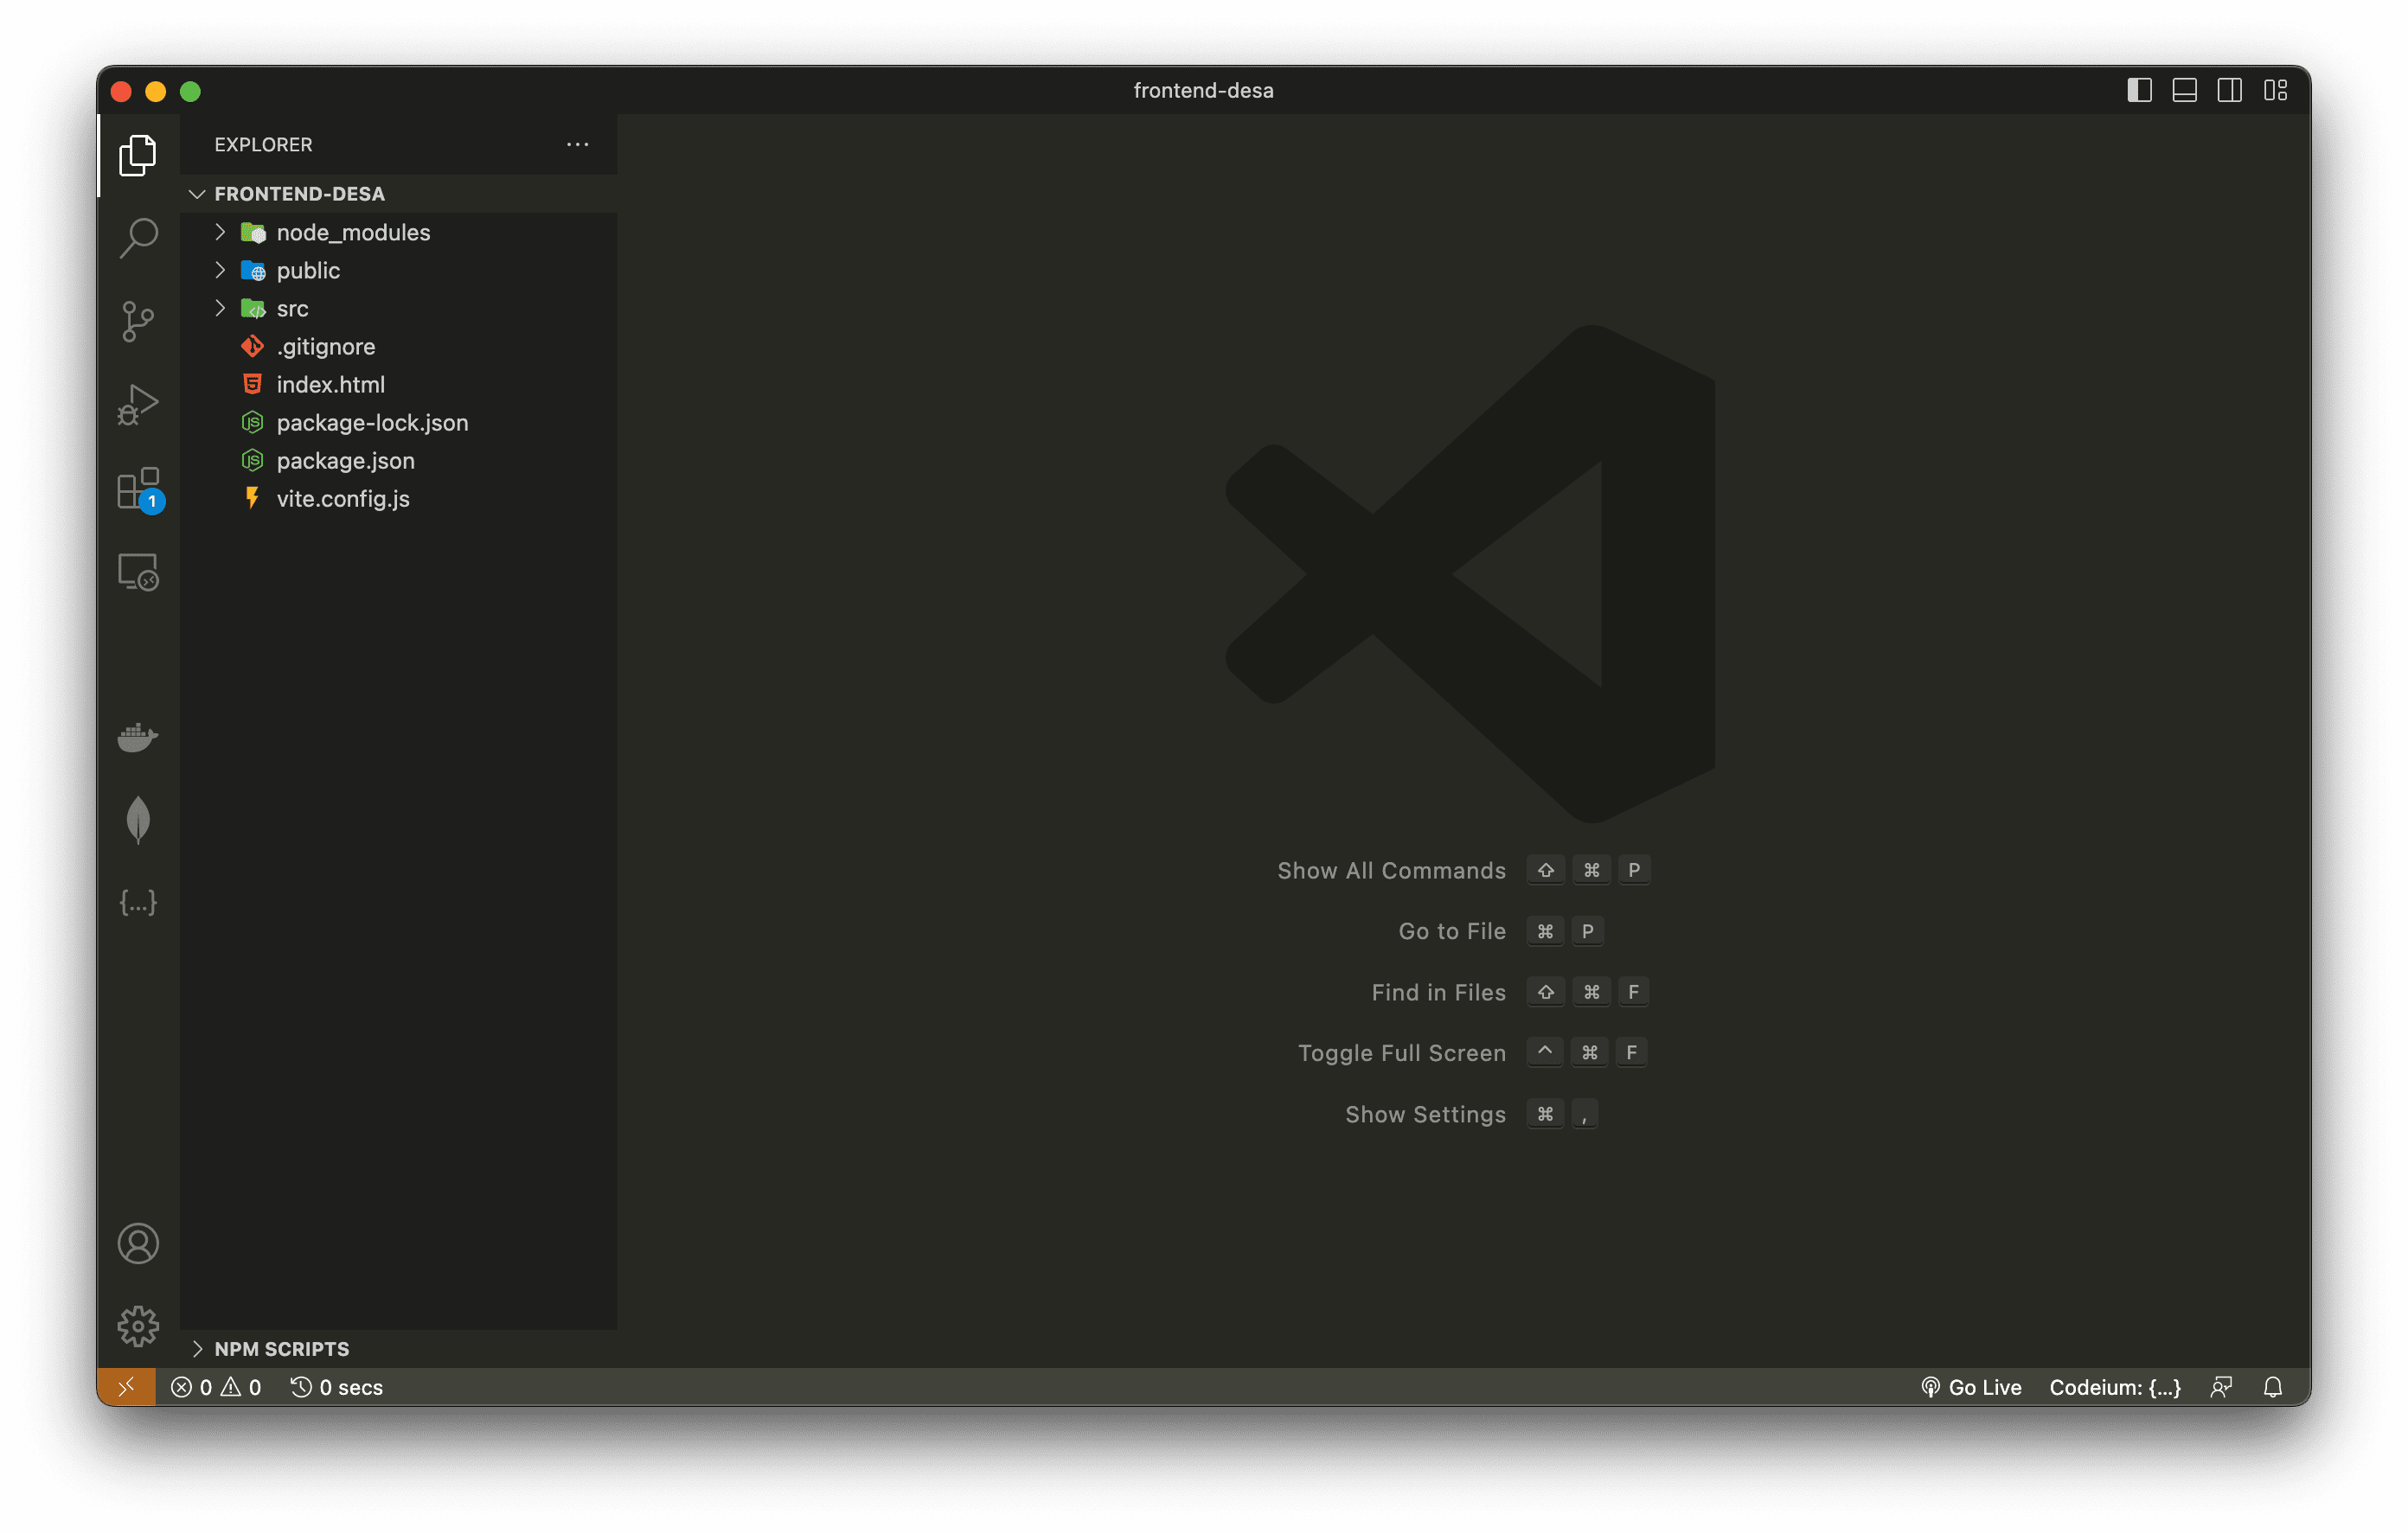 frontend-desa
EXPLORER
FRONTEND-DESA
node_modules
public
src
.gitignore
index.html
package-lock.json
package.json
vite.config.js
1
{...}
Show All Commands ⇧ ⌘ P
Go to File ⌘ P
Find in Files ⇧ ⌘ F
Toggle Full Screen ^ ⌘ F
Show Settings ⌘ ,
NPM SCRIPTS
0 0 0 secs Go Live Codeium: {...}